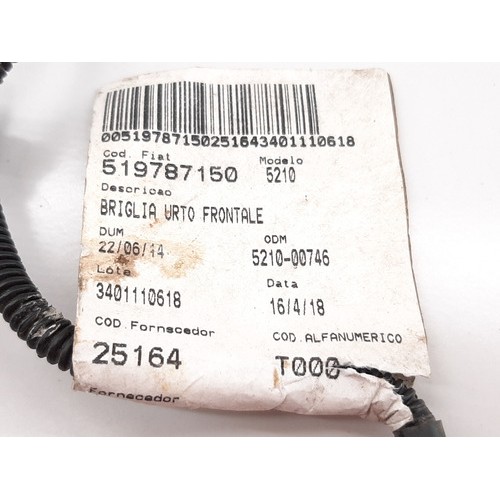 00519787150251643401110618
Cod. Fiat Modelo
519787150 5210
Descricao
BRIGLIA URTO FRONTALE
DUM ODM
22/06/14 5210-00746
Lote Data
3401110618 16/4/18
COD.Fornecedor COD.ALFANUMERICO
25164 T000
Fornecedor